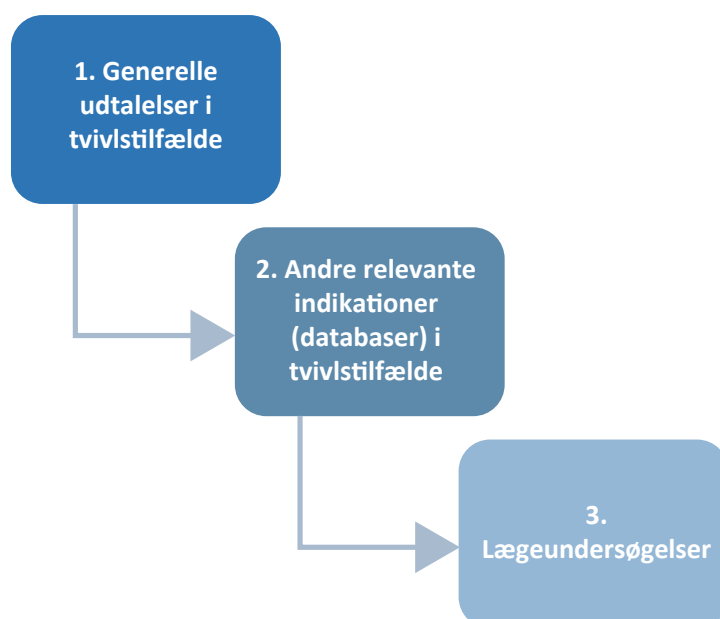 1. Generelle
udtalelser i
tvivlstilfælde
2. Andre relevante
indikationer
(databaser) i
tvivlstilfælde
3.
Lægeundersøgelser